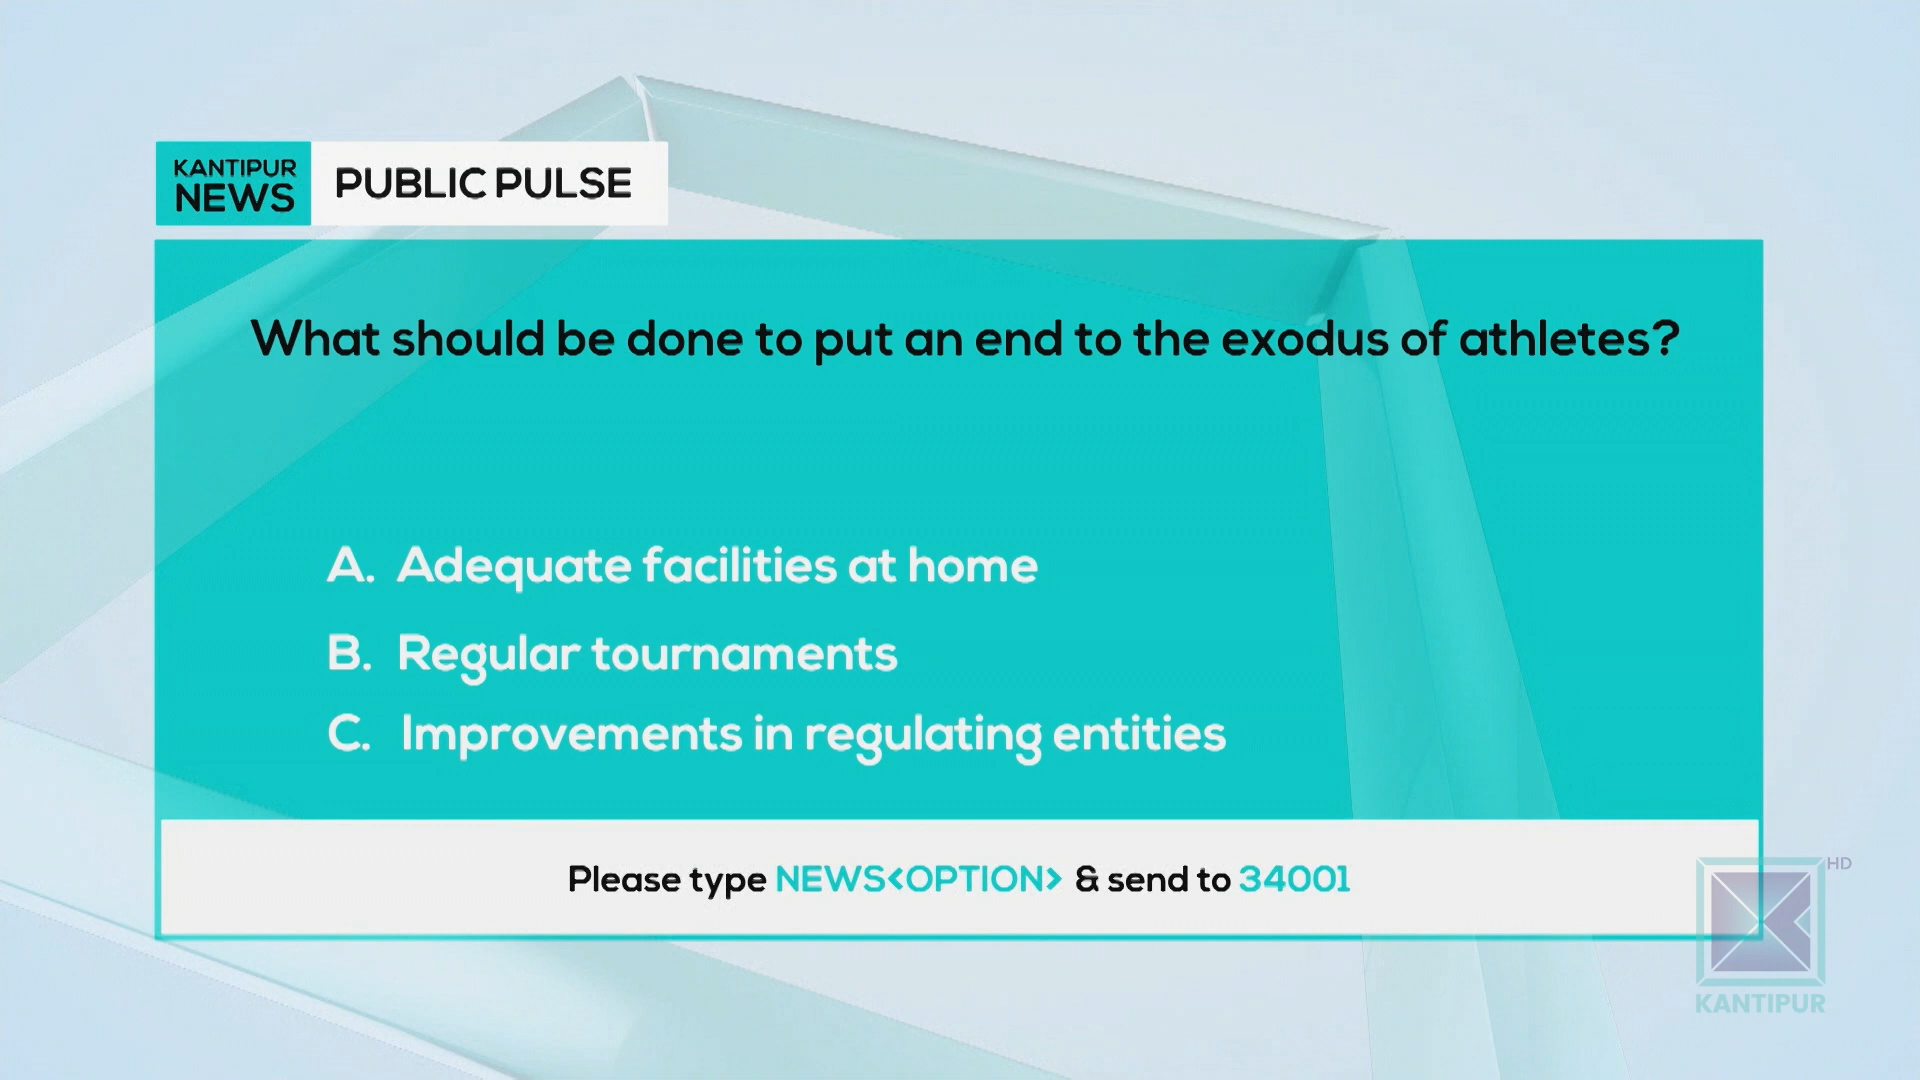 KANTIPUR
NEWS
PUBLIC PULSE
What should be done to put an end to the exodus of athletes?
A. Adequate facilities at home
B. Regular tournaments
C. Improvements in regulating entities
Please type NEWS<OPTION> & send to 34001
HD
KANTIPUR